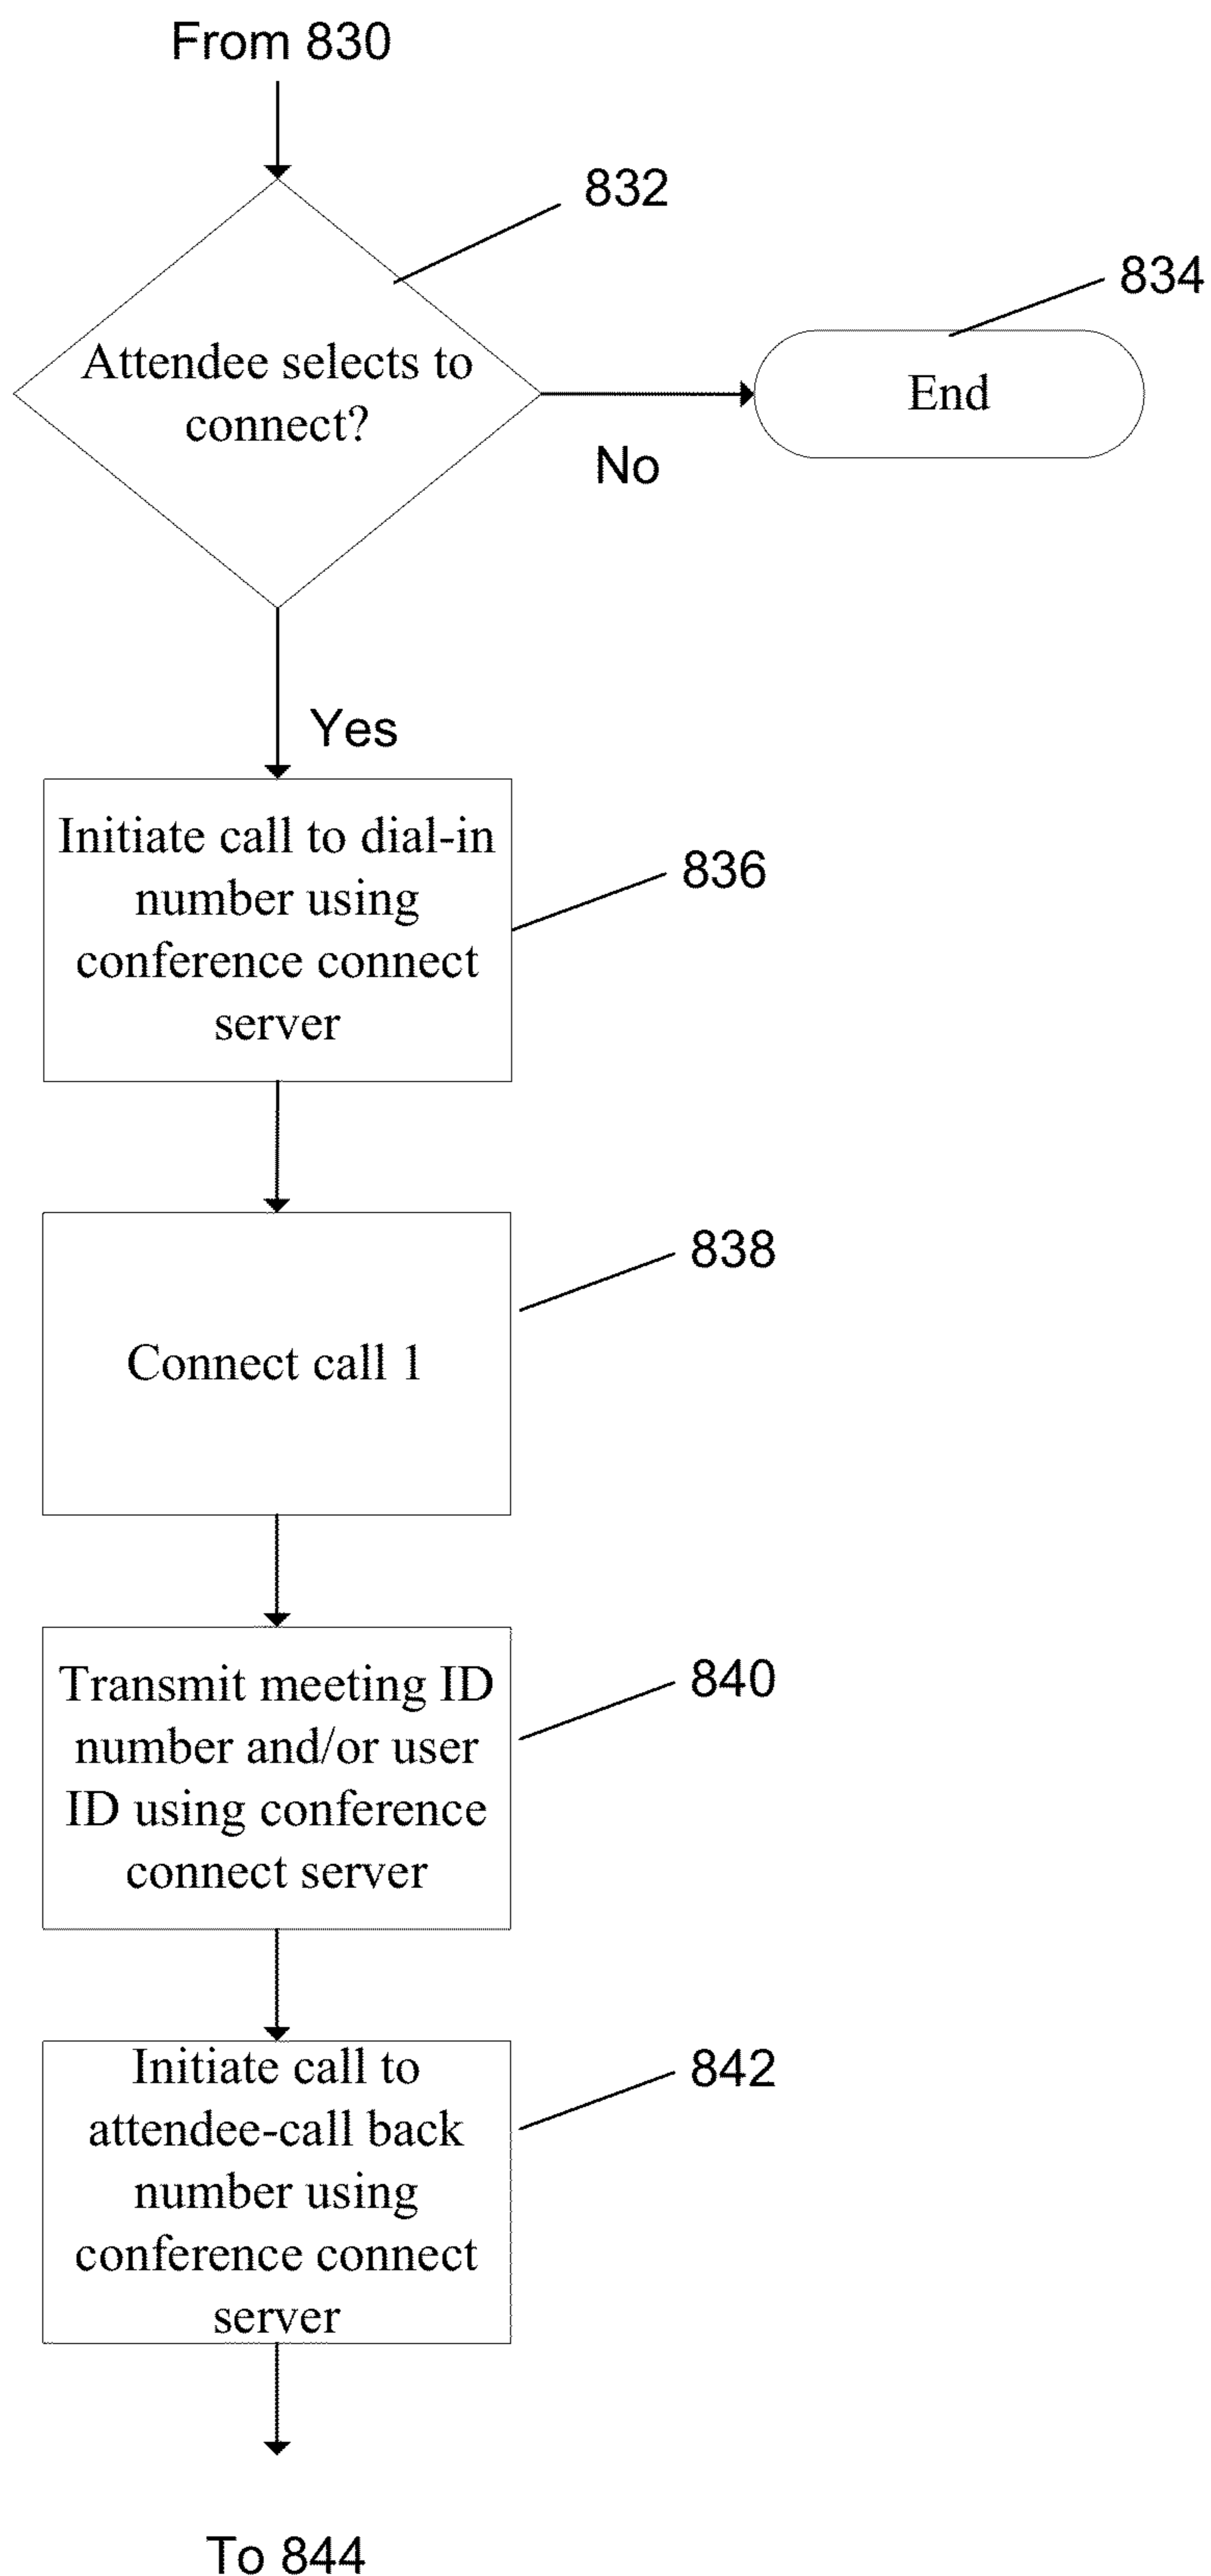 From 830
832
834
Attendee selects to
connect?
End
No
Yes
Initiate call to dial-in
number using
conference connect
server
836
838
Connect call 1
840
Transmit meeting ID
number and/or user
ID using conference
connect server
842
Initiate call to
attendee-call back
number using
conference connect
server
To 844